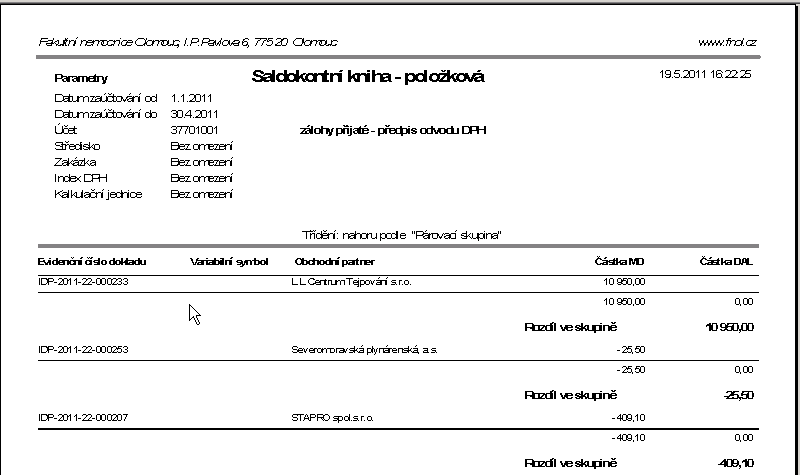 Fakultní nemocnice Olomouc, I.P.Pavlova 6, 775 20 Olomouc www.fnol.cz
Parametry Saldokontní kniha - položková 19.5.2011 16:22:25
Datum zaúčtování od 1.1.2011
Datum zaúčtování do 30.4.2011
Účet 37701001 zálohy přijaté - předpis odvodu DPH
Středisko Bez omezení
Zakázka Bez omezení
Index DPH Bez omezení
Kalkulační jednice Bez omezení
Třídění: nahoru podle "Párovací skupina"
Evidenční číslo dokladu Variabilní symbol Obchodní partner Částka MD Částka DAL
IDP-2011-22-000233 L.L.Centrum Tejpování s.r.o. 10 950,00
10 950,00 0,00
Rozdíl ve skupině 10 950,00
IDP-2011-22-000253 Severomoravská plynárenská, a.s. -25,50
-25,50 0,00
Rozdíl ve skupině -25,50
IDP-2011-22-000207 STAPRO spol.s.r.o. -409,10
-409,10 0,00
Rozdíl ve skupině -409,10